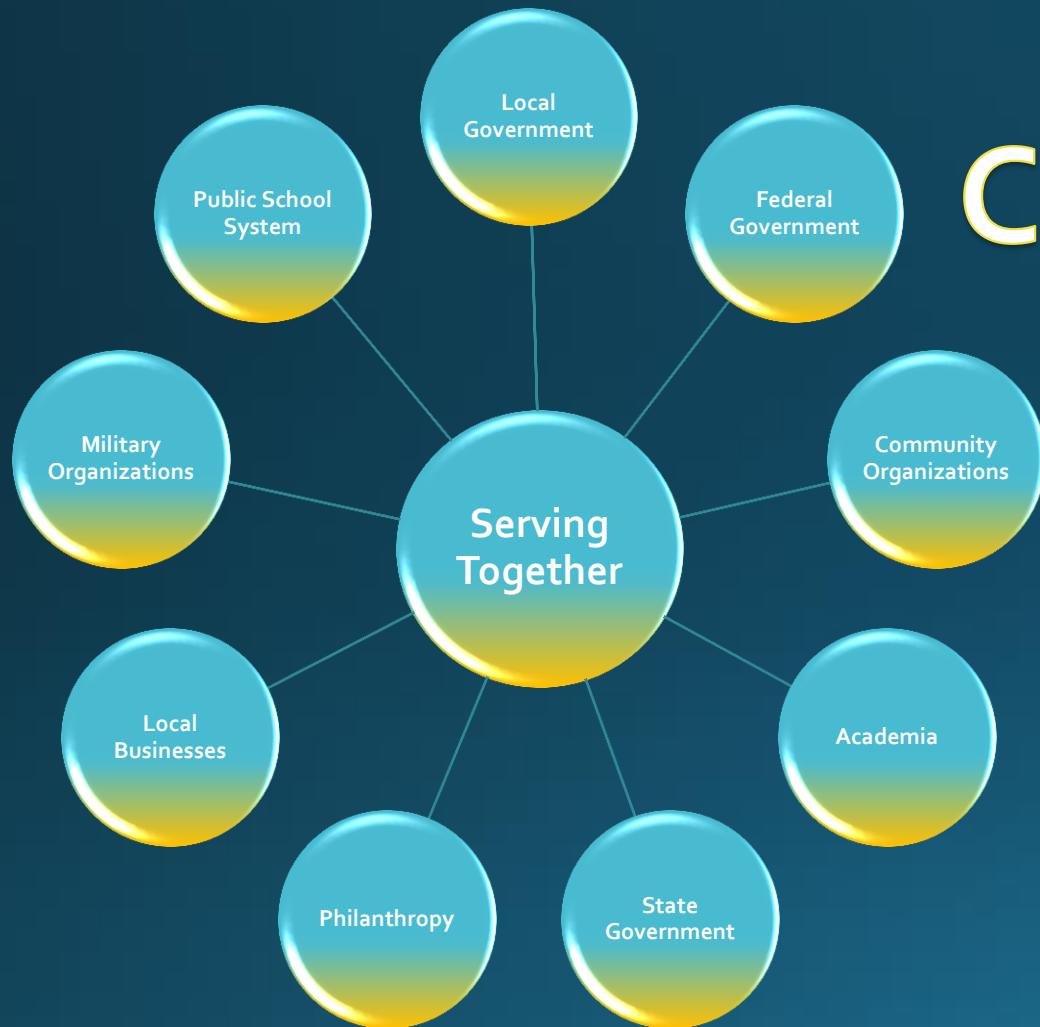 Local
Government
Public School
System
Federal
Government
C
Military
Organizations
Community
Organizations
Serving
Together
Local
Businesses
Academia
Philanthropy
State
Government